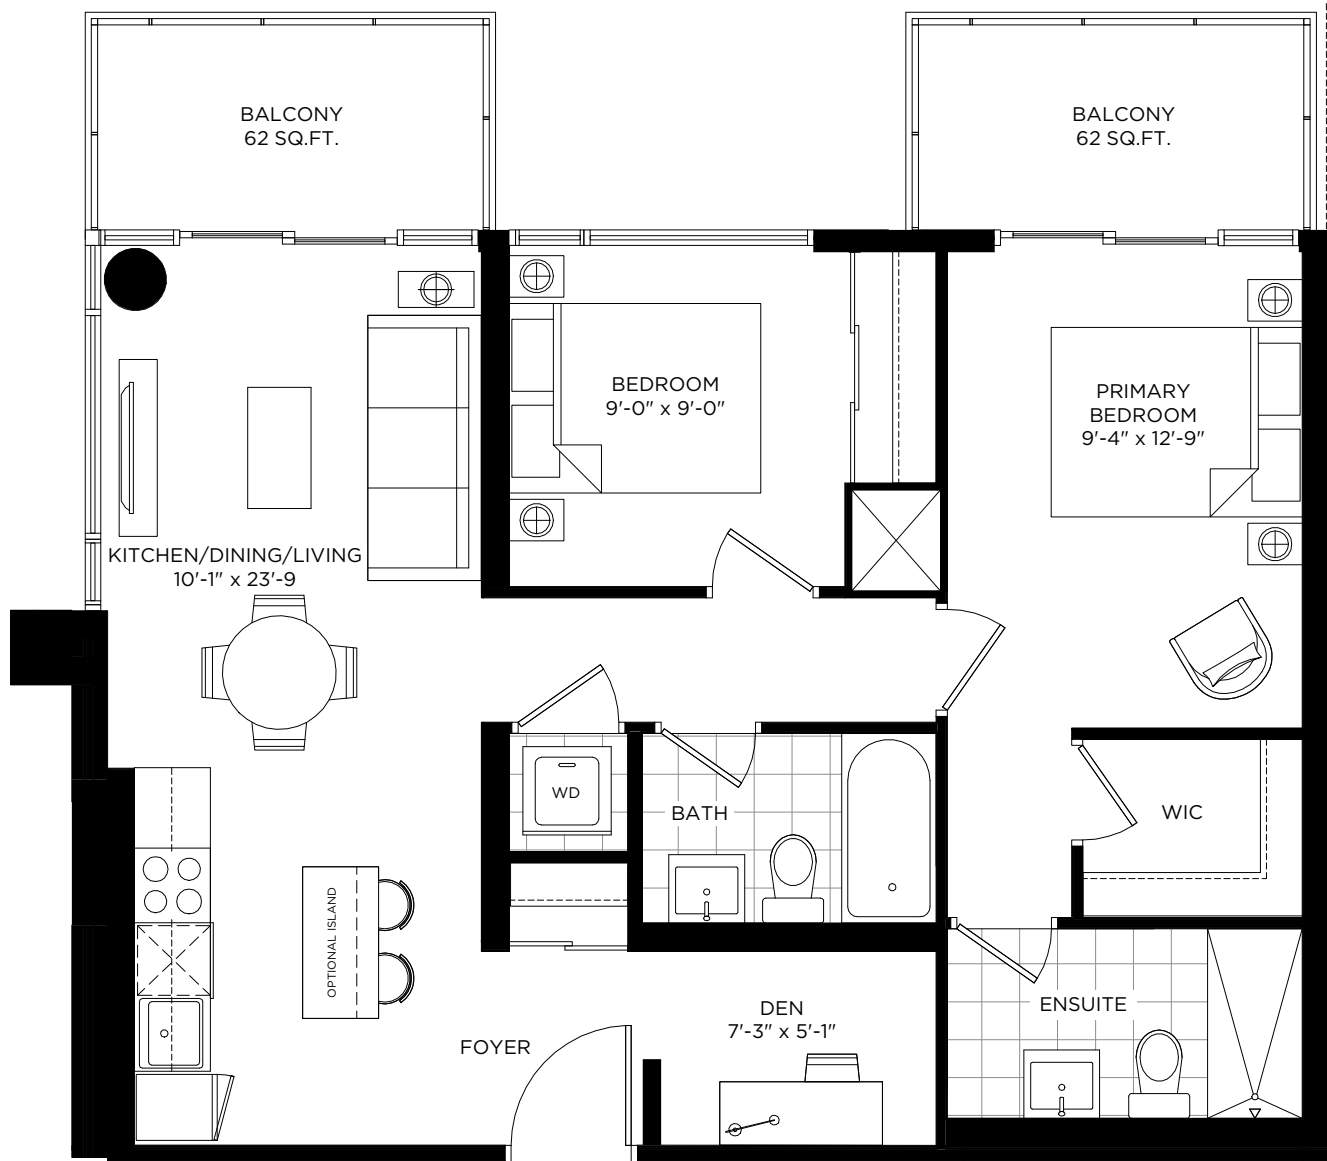 BALCONY
62 SQ.FT.
BALCONY
62 SQ.FT.
BEDROOM
9'-0" x 9'-0"
PRIMARY
BEDROOM
9'-4" x 12'-9"
KITCHEN/DINING/LIVING
10'-1" x 23'-9
WD
BATH
WIC
OPTIONAL ISLAND
DEN
7'-3" x 5'-1"
ENSUITE
FOYER